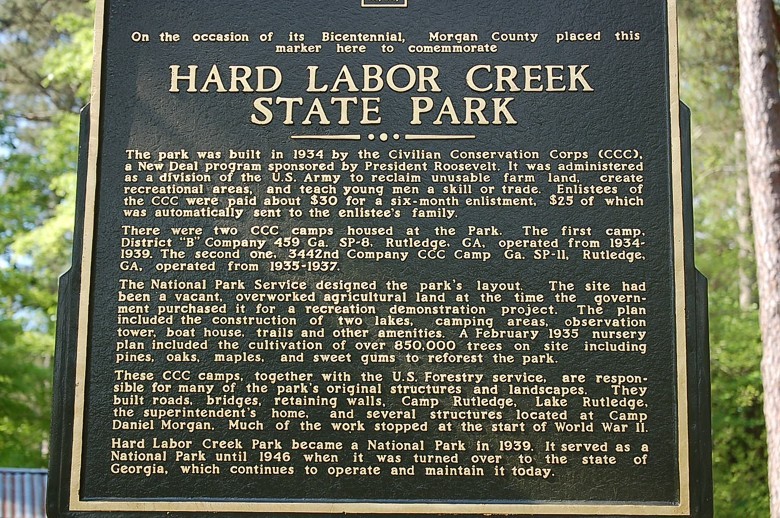 On the occasion of its Bicentennial, Morgan County placed this
marker here to commemorate
HARD LABOR CREEK
STATE PARK
The park was built in 1934 by the Civilian Conservation Corps (CCC),
a New Deal program sponsored by President Roosevelt. It was administered
as a division of the U.S. Army to reclaim unusable farm land, create
recreational areas, and teach young men a skill or trade. Enlistees of
the CCC were paid about $30 for a six-month enlistment, $25 of which
was automatically sent to the enlistee's family.
There were two CCC camps housed at the Park. The first camp,
District "B" Company 459 Ga. SP-8, Rutledge, GA, operated from 1934-
1939. The second one, 3442nd Company CCC Camp Ga. SP-11, Rutledge,
GA, operated from 1935-1937.
The National Park Service designed the park's layout. The site had
been a vacant, overworked agricultural land at the time the govern-
ment purchased it for a recreation demonstration project. The plan
included the construction of two lakes, camping areas, observation
tower, boat house, trails and other amenities. A February 1935 nursery
plan included the cultivation of over 850,000 trees on site including
pines, oaks, maples, and sweet gums to reforest the park.
These CCC camps, together with the U.S. Forestry service, are respon-
sible for many of the park's original structures and landscapes. They
built roads, bridges, retaining walls, Camp Rutledge, Lake Rutledge,
the superintendent's home, and several structures located at Camp
Daniel Morgan. Much of the work stopped at the start of World War II.
Hard Labor Creek Park became a National Park in 1939. It served as a
National Park until 1946 when it was turned over to the state of
Georgia, which continues to operate and maintain it today.